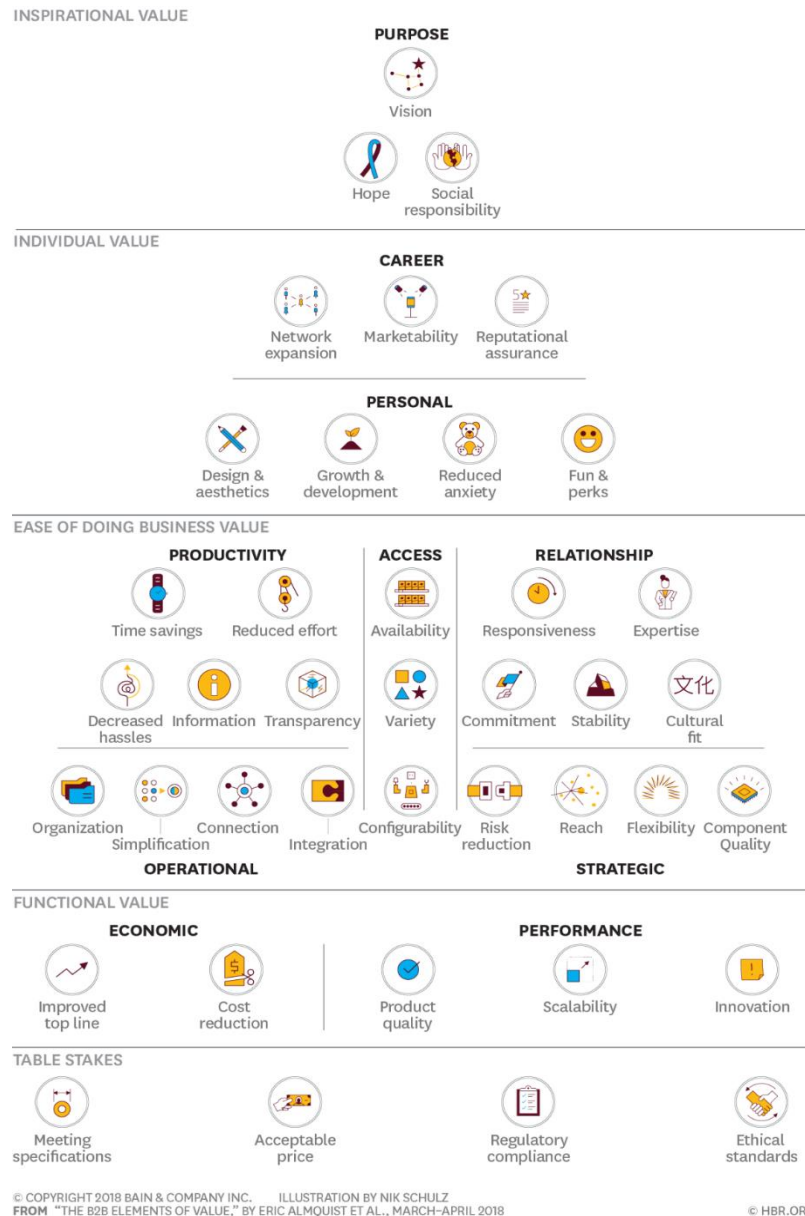 INSPIRATIONAL VALUE
PURPOSE
Vision
Hope
Social
responsibility
INDIVIDUAL VALUE
CAREER
Network
expansion
Marketability
Reputational
assurance
PERSONAL
Design &
aesthetics
Growth &
development
Reduced
anxiety
Fun &
perks
EASE OF DOING BUSINESS VALUE
PRODUCTIVITY
Time savings
Reduced effort
Decreased
hassles
Information
Transparency
ACCESS
Availability
Variety
Configurability
RELATIONSHIP
Responsiveness
Expertise
Commitment
Stability
文化
Cultural
fit
Organization
Simplification
Connection
Integration
OPERATIONAL
Risk
reduction
Reach
Flexibility
Component
Quality
STRATEGIC
FUNCTIONAL VALUE
ECONOMIC
Improved
top line
$
Cost
reduction
PERFORMANCE
Product
quality
Scalability
!
Innovation
TABLE STAKES
Meeting
specifications
Acceptable
price
Regulatory
compliance
Ethical
standards
© COPYRIGHT 2018 BAIN & COMPANY INC. ILLUSTRATION BY NIK SCHULZ
FROM "THE B2B ELEMENTS OF VALUE," BY ERIC ALMQUIST ET AL., MARCH–APRIL 2018
© HBR.OR